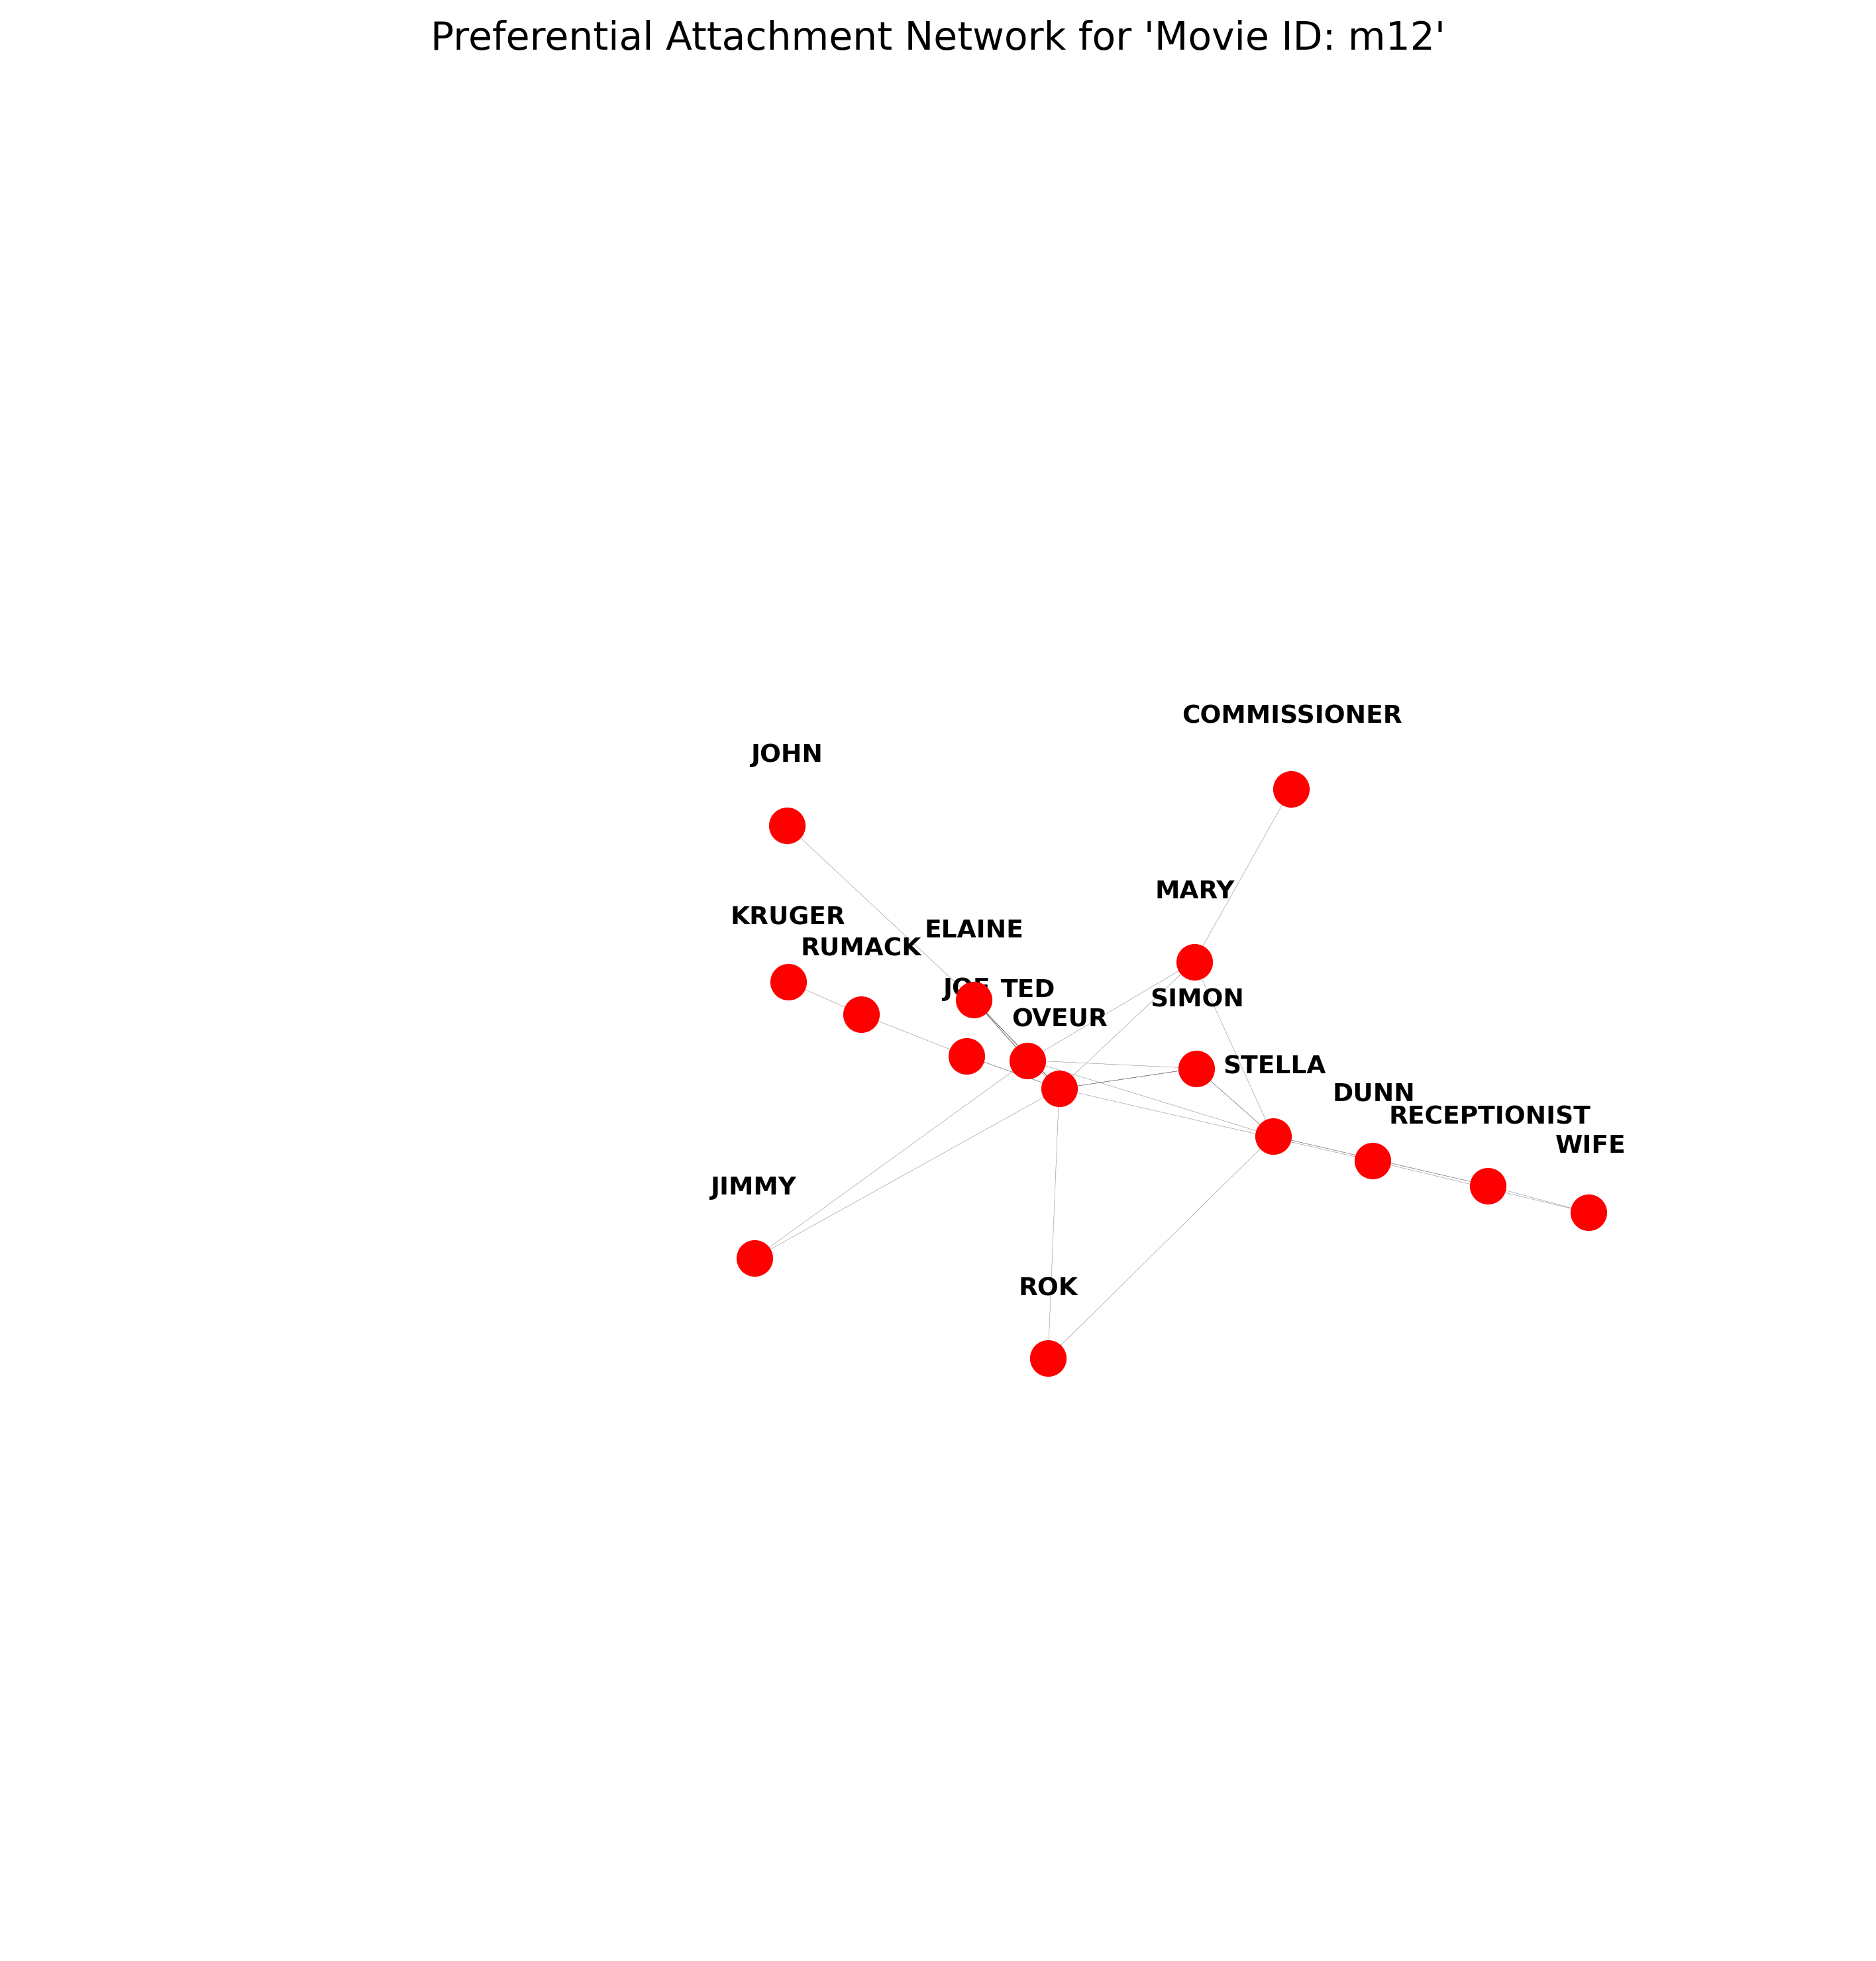 Preferential Attachment Network for 'Movie ID: m12'
COMMISSIONER
JOHN
MARY
KRUGER
ELAINE
RUMACK
JOE
TED
SIMON
OVEUR
STELLA
DUNN
RECEPTIONIST
WIFE
JIMMY
ROK